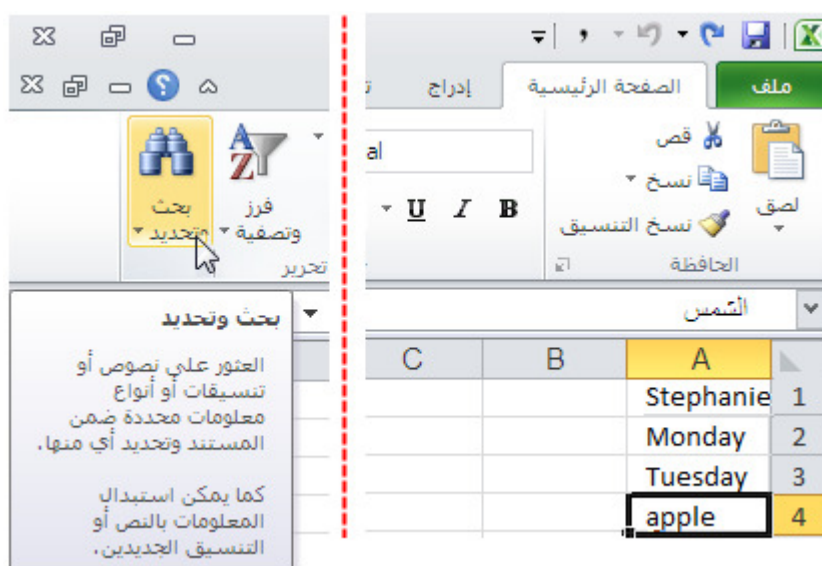 ملف
الصفحة الرئيسية
إدراج
قص
نسخ
نسخ التنسيق
لصق
الحافظة
al
B I U
الشمس
A B C
1 Stephanie
2 Monday
3 Tuesday
4 apple
فرز
وتصفية
بحث
وتحديد
تحرير
بحث وتحديد
العثور على نصوص أو
تنسيقات أو أنواع
معلومات محددة ضمن
المستند وتحديد أي منها.
كما يمكن استبدال
المعلومات بالنص أو
التنسيق الجديدين.